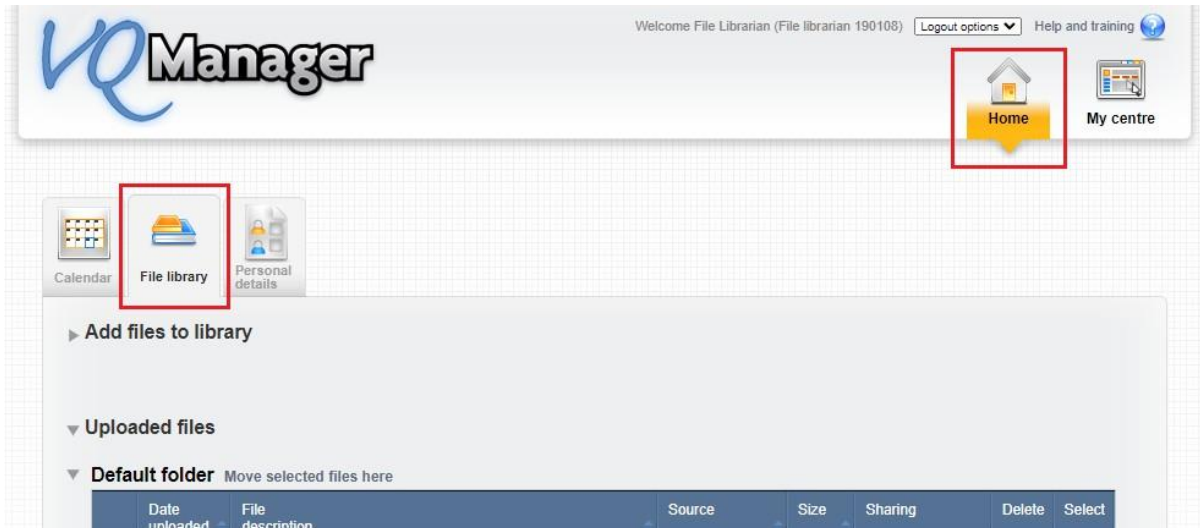 VQManager
Welcome File Librarian (File librarian 190108) Logout options Help and training
Home
My centre
Calendar
File library
Personal
details
Add files to library
Uploaded files
Default folder Move selected files here
Date File Source Size Sharing Delete Select
uploaded description